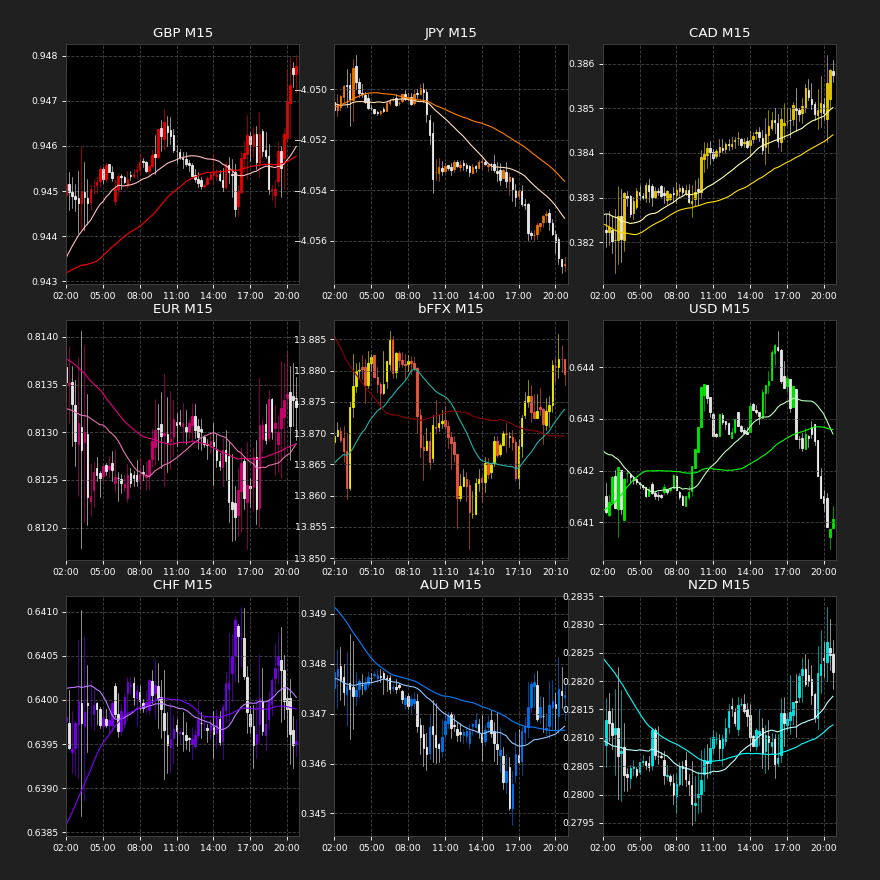 GBP M15
0.948
0.947
0.946
0.945
0.944
0.943
02:00 05:00 08:00 11:00 14:00 17:00 20:00
JPY M15
−4.050
−4.052
−4.054
−4.056
02:00 05:00 08:00 11:00 14:00 17:00 20:00
CAD M15
0.386
0.385
0.384
0.383
0.382
02:00 05:00 08:00 11:00 14:00 17:00 20:00
EUR M15
0.8140
0.8135
0.8130
0.8125
0.8120
02:00 05:00 08:00 11:00 14:00 17:00 20:00
bFFX M15
13.885
13.880
13.875
13.870
13.865
13.860
13.855
13.850
02:10 05:10 08:10 11:10 14:10 17:10 20:10
USD M15
0.644
0.643
0.642
0.641
02:00 05:00 08:00 11:00 14:00 17:00 20:00
CHF M15
0.6410
0.6405
0.6400
0.6395
0.6390
0.6385
02:00 05:00 08:00 11:00 14:00 17:00 20:00
AUD M15
0.349
0.348
0.347
0.346
0.345
02:00 05:00 08:00 11:00 14:00 17:00 20:00
NZD M15
0.2835
0.2830
0.2825
0.2820
0.2815
0.2810
0.2805
0.2800
0.2795
02:00 05:00 08:00 11:00 14:00 17:00 20:00